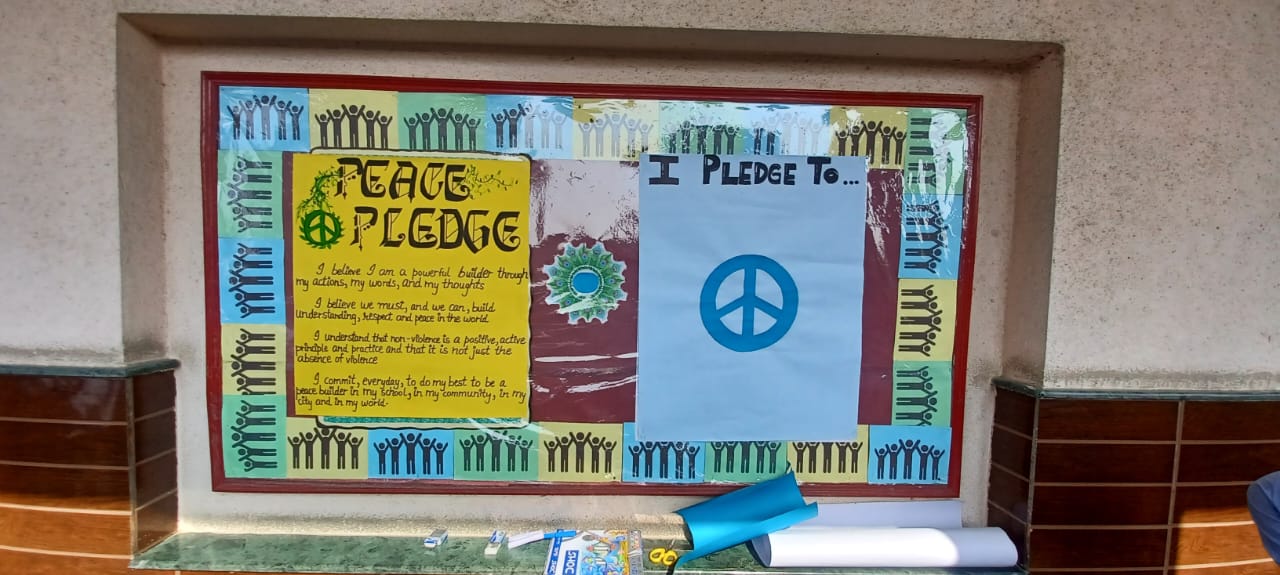 PEACE
PLEDGE
I believe I am a powerful builder through
my actions, my words, and my thoughts
I believe we must, and we can, build
understanding, respect and peace in the world
I understand that non-violence is a positive, active
principle and practice and that it is not just the
absence of violence
I commit, everyday, to do my best to be a
peace builder in my school, in my community, in my
city and in my world.
I PLEDGE TO...